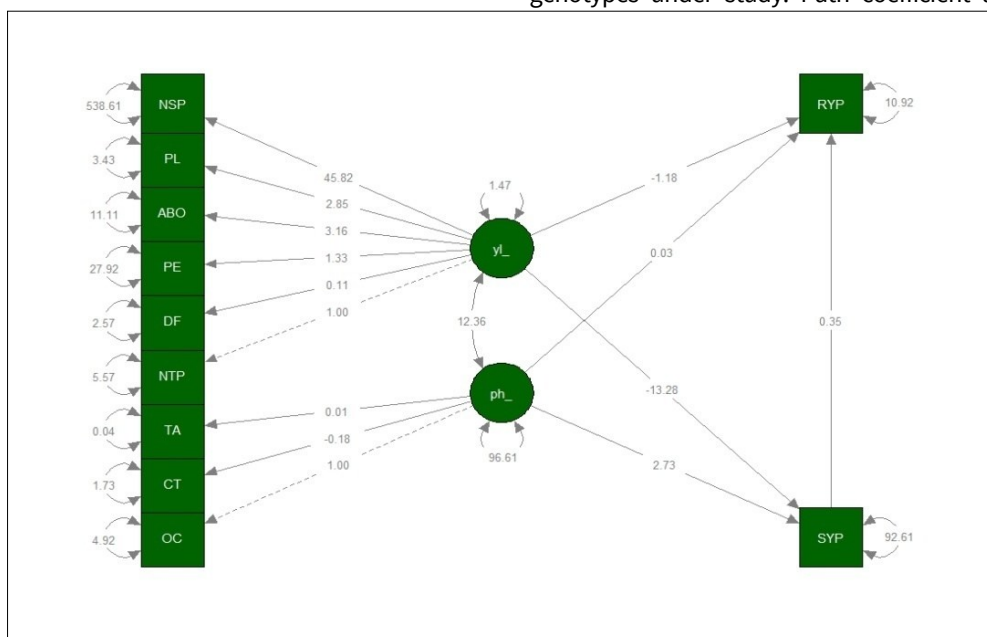 genotypes under study. Path coefficient
538.61 NSP
3.43 PL
11.11 ABO
27.92 PE
2.57 DF
5.57 NTP
0.04 TA
1.73 CT
4.92 OC
45.82
2.85
3.16
1.33
0.11
1.00
0.01
-0.18
1.00
1.47
yl_
12.36
ph_
96.61
-1.18
0.03
-13.28
2.73
RYP 10.92
0.35
SYP 92.61